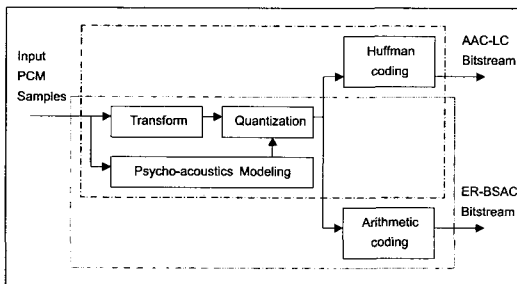 Input
PCM
Samples
Transform
Quantization
Psycho-acoustics Modeling
Huffman
coding
AAC-LC
Bitstream
Arithmetic
coding
ER-BSAC
Bitstream